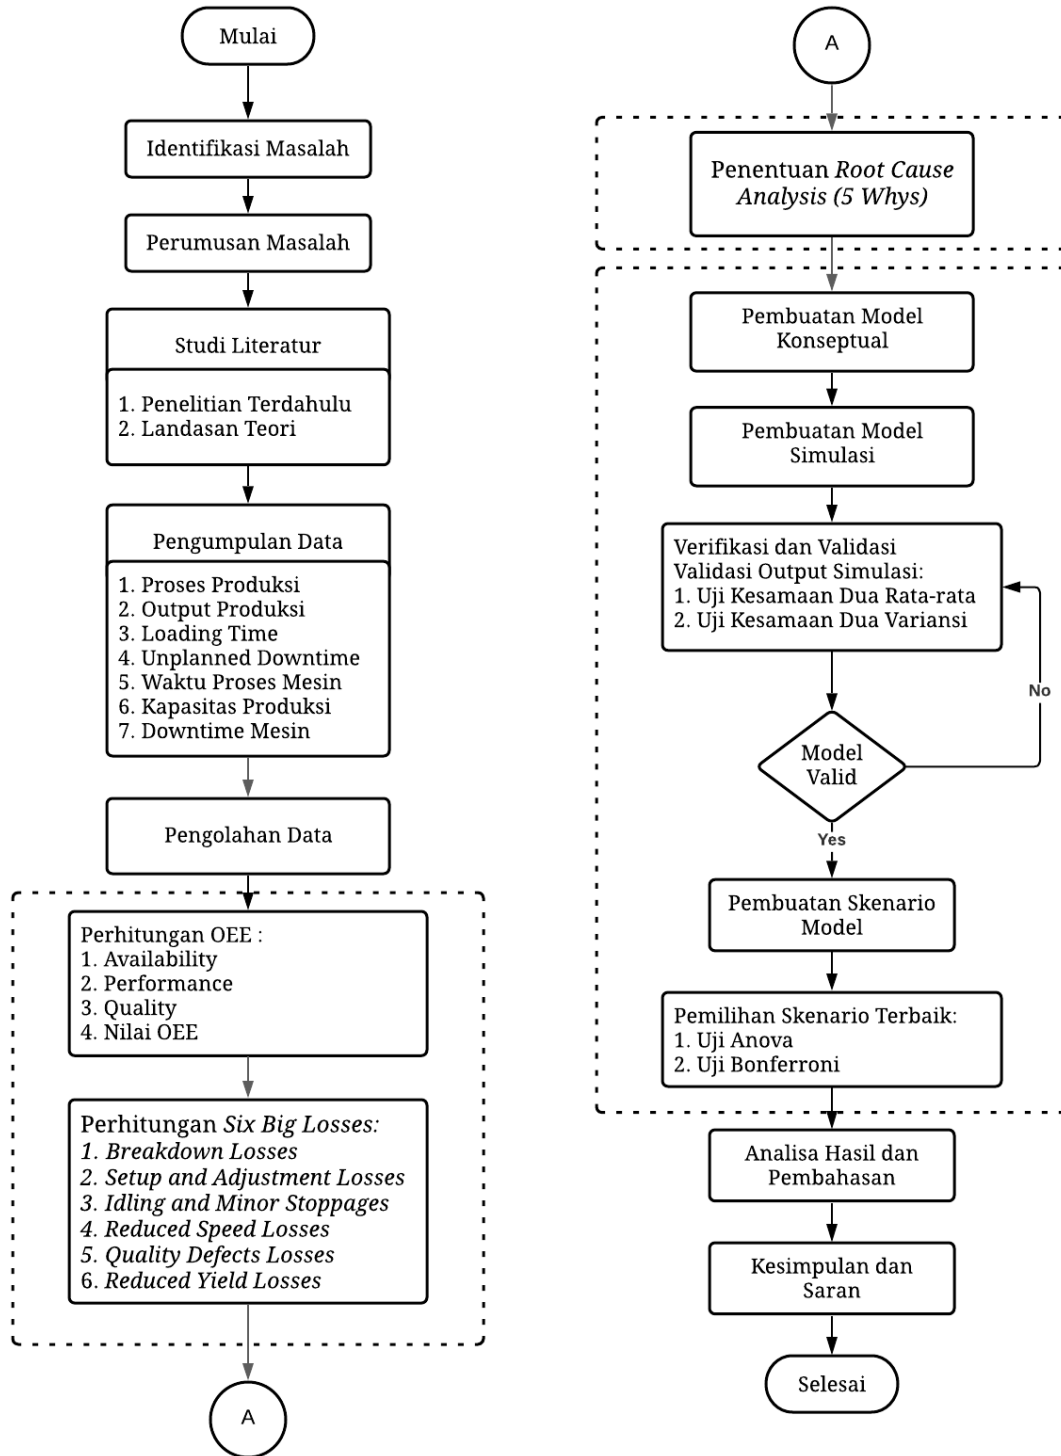 Mulai
Identifikasi Masalah
Perumusan Masalah
Studi Literatur
1. Penelitian Terdahulu
2. Landasan Teori
Pengumpulan Data
1. Proses Produksi
2. Output Produksi
3. Loading Time
4. Unplanned Downtime
5. Waktu Proses Mesin
6. Kapasitas Produksi
7. Downtime Mesin
Pengolahan Data
Perhitungan OEE :
1. Availability
2. Performance
3. Quality
4. Nilai OEE
Perhitungan Six Big Losses:
1. Breakdown Losses
2. Setup and Adjustment Losses
3. Idling and Minor Stoppages
4. Reduced Speed Losses
5. Quality Defects Losses
6. Reduced Yield Losses
A
A
Penentuan Root Cause
Analysis (5 Whys)
Pembuatan Model
Konseptual
Pembuatan Model
Simulasi
Verifikasi dan Validasi
Validasi Output Simulasi:
1. Uji Kesamaan Dua Rata-rata
2. Uji Kesamaan Dua Variansi
No
Model
Valid
Yes
Pembuatan Skenario
Model
Pemilihan Skenario Terbaik:
1. Uji Anova
2. Uji Bonferroni
Analisa Hasil dan
Pembahasan
Kesimpulan dan
Saran
Selesai